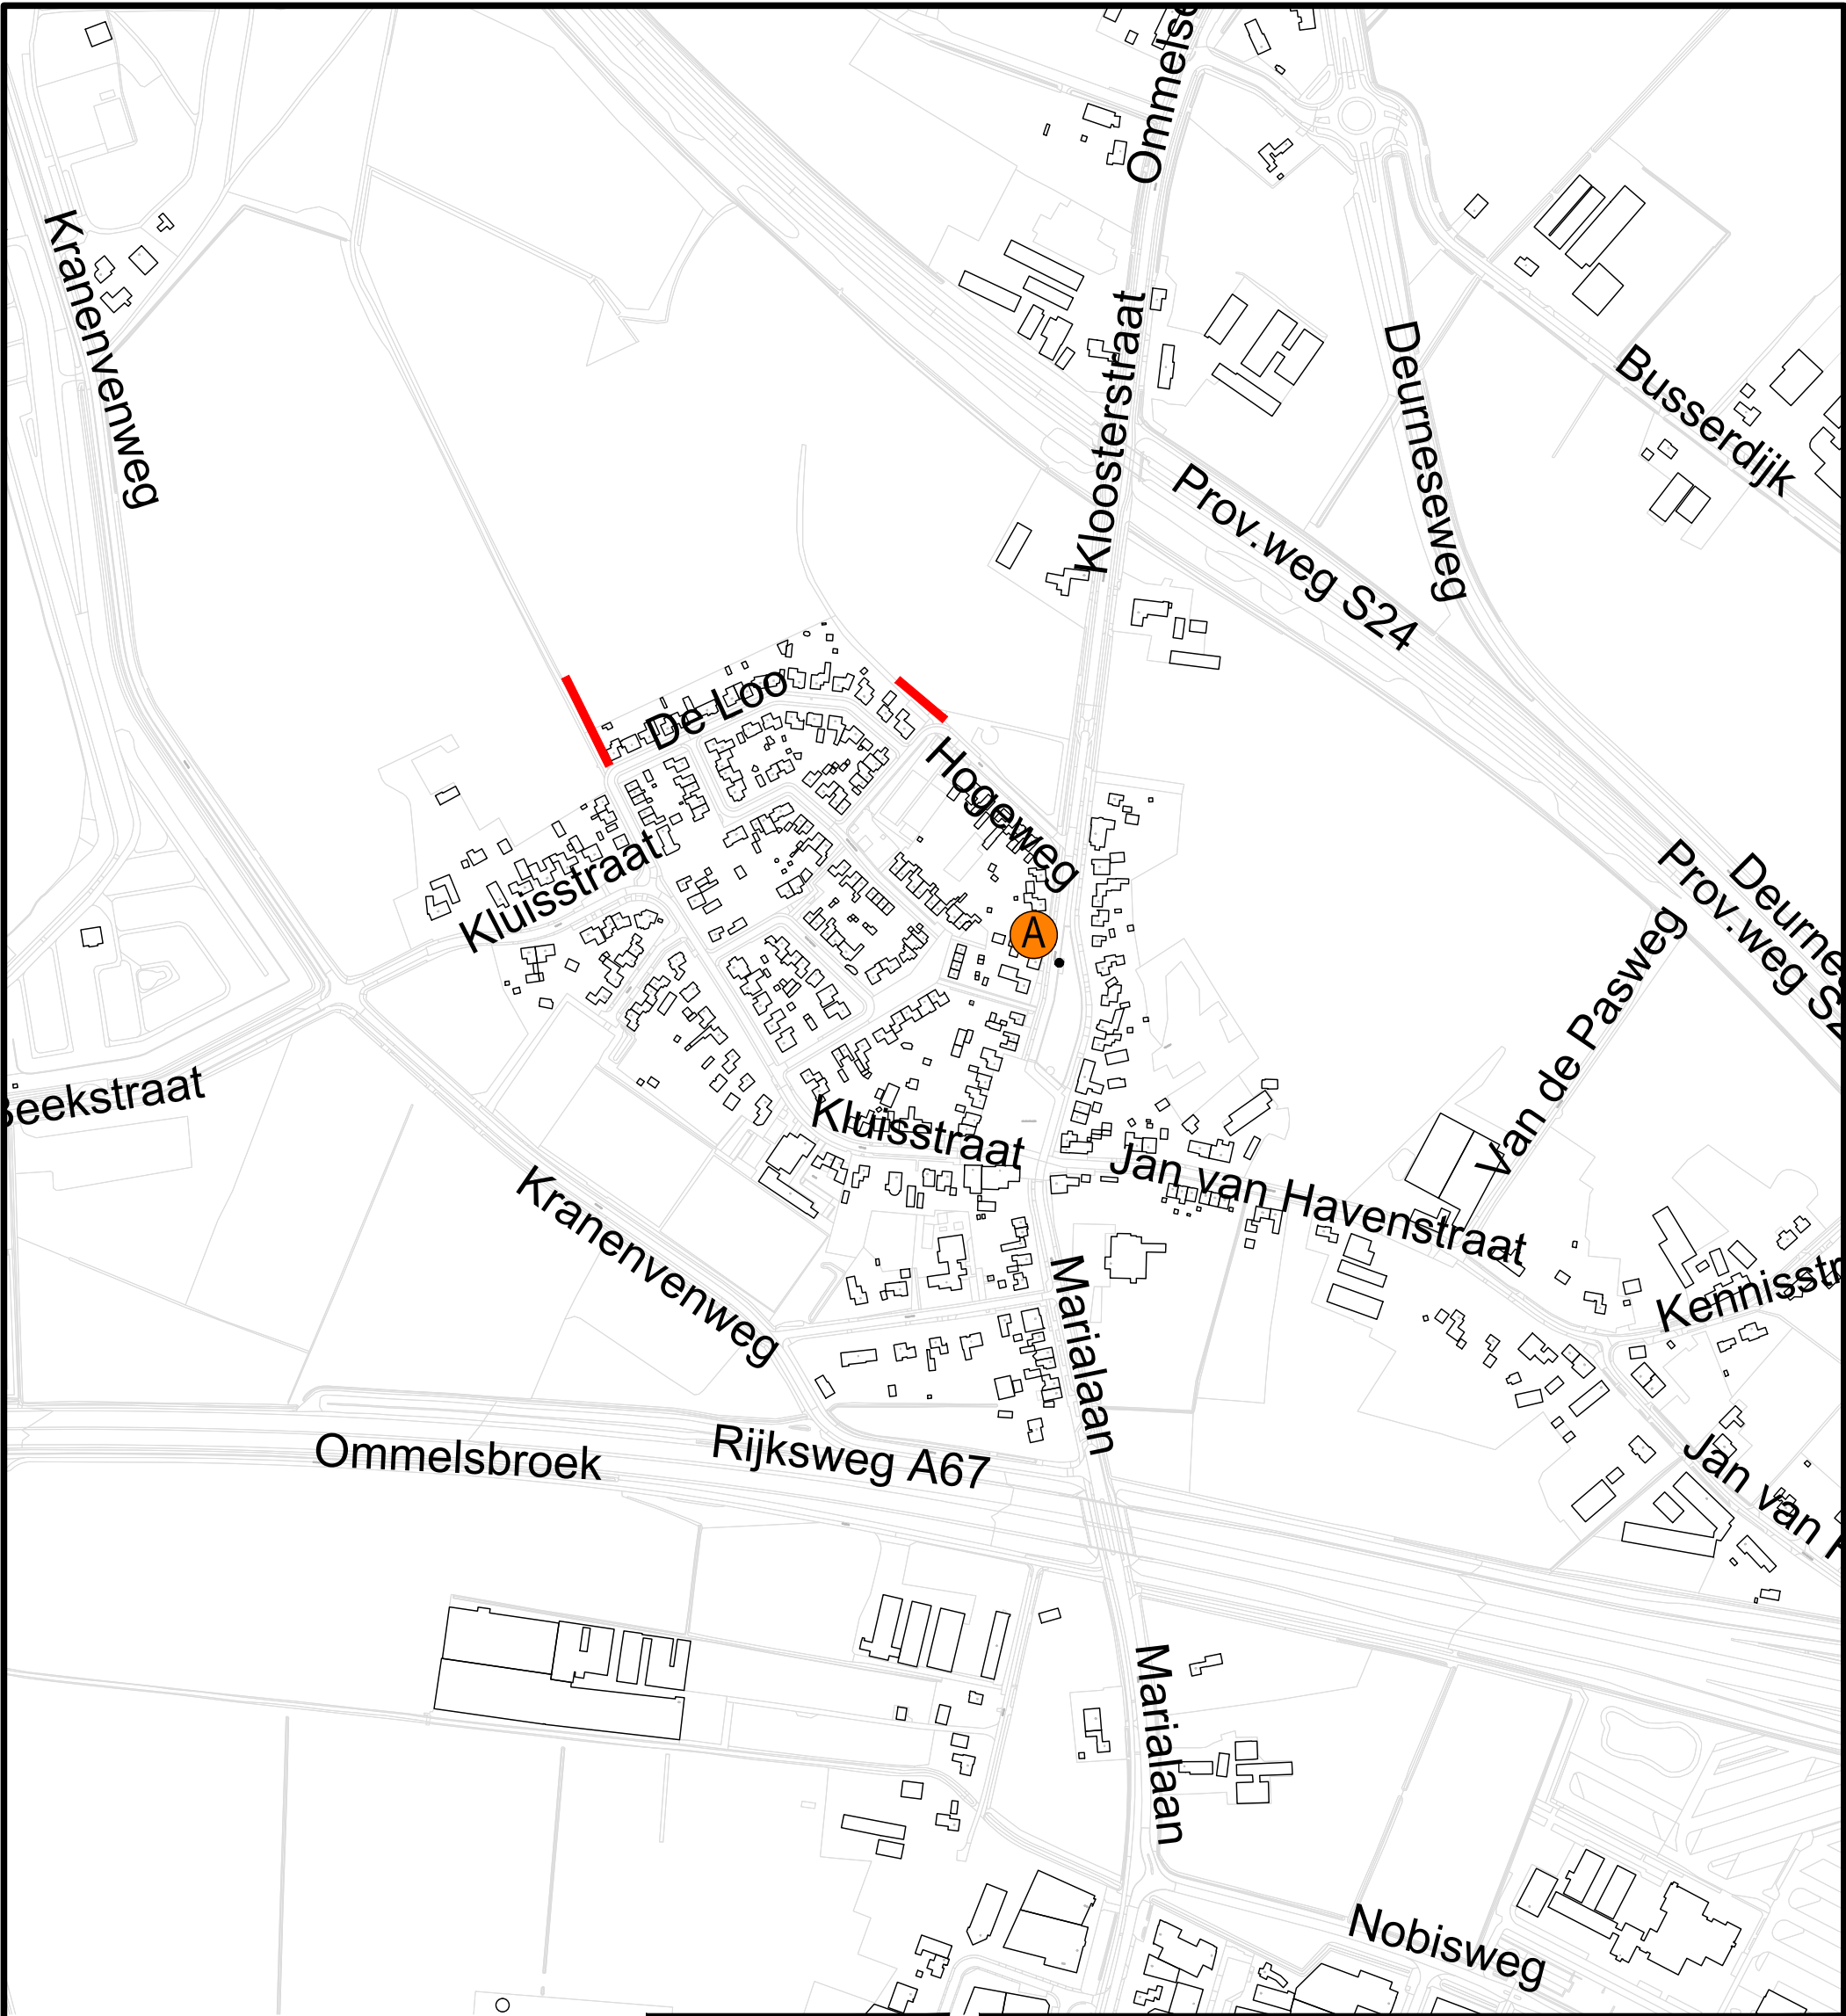 Ommelse
Kranenvenweg
Kloosterstraat
Deurneseweg
Busserdijk
Prov.weg S24
De Loo
Hogeweg
Kluisstraat
A
Deurne
Prov.weg S2
Van de Pasweg
Beekstraat
Kluisstraat
Jan van Havenstraat
Kranenvenweg
Marialaan
Kennisstr
Ommelsbroek
Rijksweg A67
Jan van H
Marialaan
Nobisweg